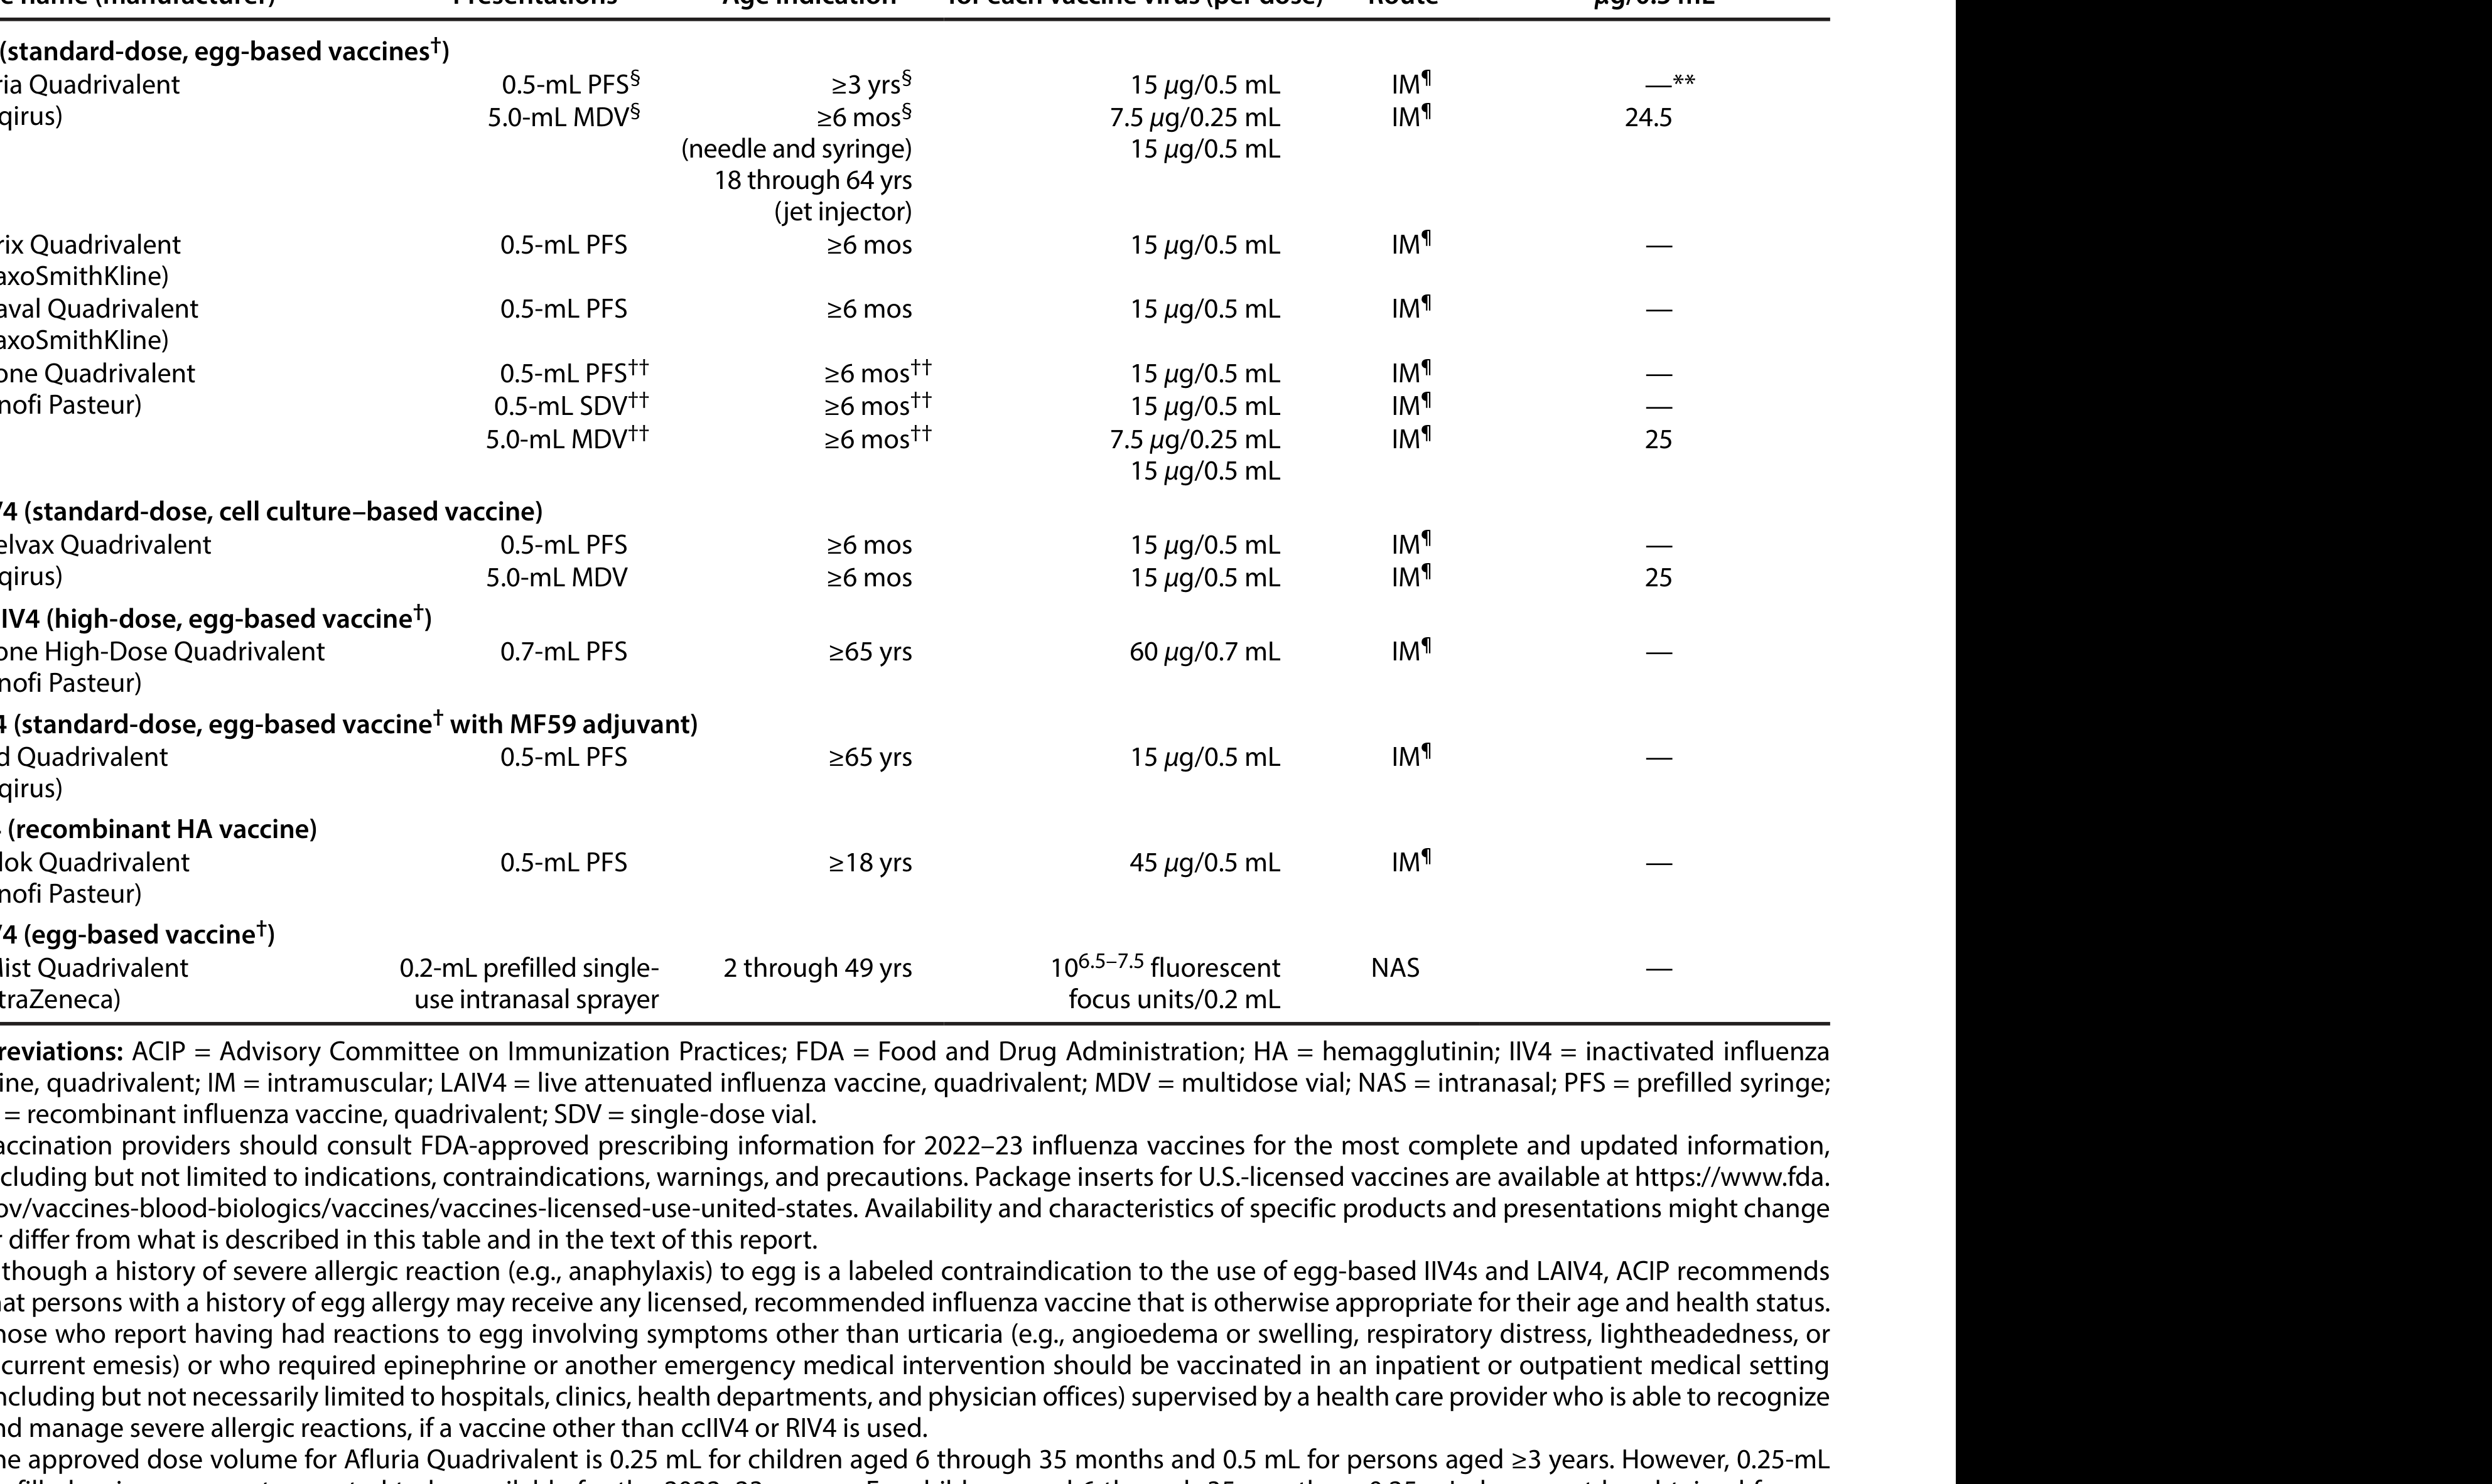 (standard-dose, egg-based vaccines†)
ria Quadrivalent 0.5-mL PFS§ ≥3 yrs§ 15 µg/0.5 mL IM¶ —**
qirus) 5.0-mL MDV§ ≥6 mos§ 7.5 µg/0.25 mL IM¶ 24.5
(needle and syringe) 15 µg/0.5 mL
18 through 64 yrs
(jet injector)
rix Quadrivalent 0.5-mL PFS ≥6 mos 15 µg/0.5 mL IM¶ —
axoSmithKline)
aval Quadrivalent 0.5-mL PFS ≥6 mos 15 µg/0.5 mL IM¶ —
axoSmithKline)
one Quadrivalent 0.5-mL PFS†† ≥6 mos†† 15 µg/0.5 mL IM¶ —
nofi Pasteur) 0.5-mL SDV†† ≥6 mos†† 15 µg/0.5 mL IM¶ —
5.0-mL MDV†† ≥6 mos†† 7.5 µg/0.25 mL IM¶ 25
15 µg/0.5 mL
V4 (standard-dose, cell culture–based vaccine)
elvax Quadrivalent 0.5-mL PFS ≥6 mos 15 µg/0.5 mL IM¶ —
qirus) 5.0-mL MDV ≥6 mos 15 µg/0.5 mL IM¶ 25
IIV4 (high-dose, egg-based vaccine†)
one High-Dose Quadrivalent 0.7-mL PFS ≥65 yrs 60 µg/0.7 mL IM¶ —
nofi Pasteur)
4 (standard-dose, egg-based vaccine† with MF59 adjuvant)
d Quadrivalent 0.5-mL PFS ≥65 yrs 15 µg/0.5 mL IM¶ —
qirus)
(recombinant HA vaccine)
lok Quadrivalent 0.5-mL PFS ≥18 yrs 45 µg/0.5 mL IM¶ —
nofi Pasteur)
V4 (egg-based vaccine†)
Mist Quadrivalent 0.2-mL prefilled single- 2 through 49 yrs 10^6.5–7.5 fluorescent NAS —
traZeneca) use intranasal sprayer focus units/0.2 mL
reviations: ACIP = Advisory Committee on Immunization Practices; FDA = Food and Drug Administration; HA = hemagglutinin; IIV4 = inactivated influenza
ine, quadrivalent; IM = intramuscular; LAIV4 = live attenuated influenza vaccine, quadrivalent; MDV = multidose vial; NAS = intranasal; PFS = prefilled syringe;
= recombinant influenza vaccine, quadrivalent; SDV = single-dose vial.
accination providers should consult FDA-approved prescribing information for 2022–23 influenza vaccines for the most complete and updated information,
cluding but not limited to indications, contraindications, warnings, and precautions. Package inserts for U.S.-licensed vaccines are available at https://www.fda.
ov/vaccines-blood-biologics/vaccines/vaccines-licensed-use-united-states. Availability and characteristics of specific products and presentations might change
r differ from what is described in this table and in the text of this report.
though a history of severe allergic reaction (e.g., anaphylaxis) to egg is a labeled contraindication to the use of egg-based IIV4s and LAIV4, ACIP recommends
at persons with a history of egg allergy may receive any licensed, recommended influenza vaccine that is otherwise appropriate for their age and health status.
hose who report having had reactions to egg involving symptoms other than urticaria (e.g., angioedema or swelling, respiratory distress, lightheadedness, or
current emesis) or who required epinephrine or another emergency medical intervention should be vaccinated in an inpatient or outpatient medical setting
ncluding but not necessarily limited to hospitals, clinics, health departments, and physician offices) supervised by a health care provider who is able to recognize
nd manage severe allergic reactions, if a vaccine other than ccIIV4 or RIV4 is used.
he approved dose volume for Afluria Quadrivalent is 0.25 mL for children aged 6 through 35 months and 0.5 mL for persons aged ≥3 years. However, 0.25-mL